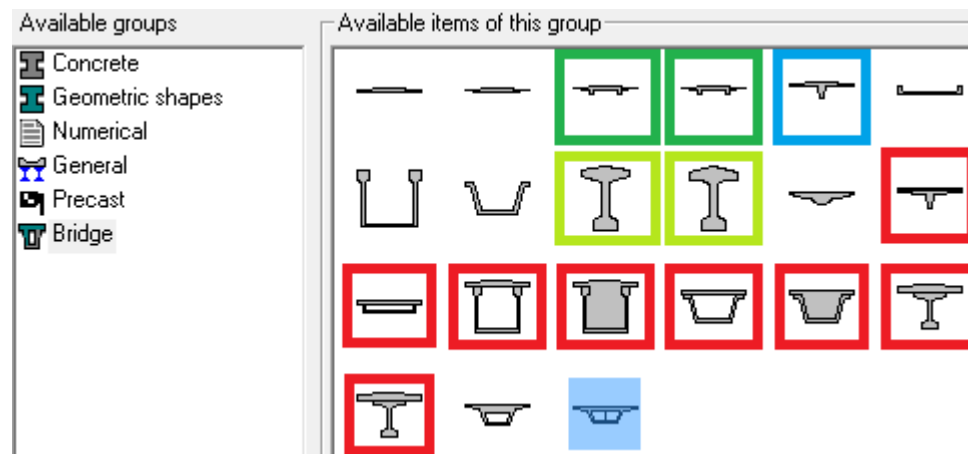 Available groups
Available items of this group
Concrete
Geometric shapes
Numerical
General
Precast
Bridge